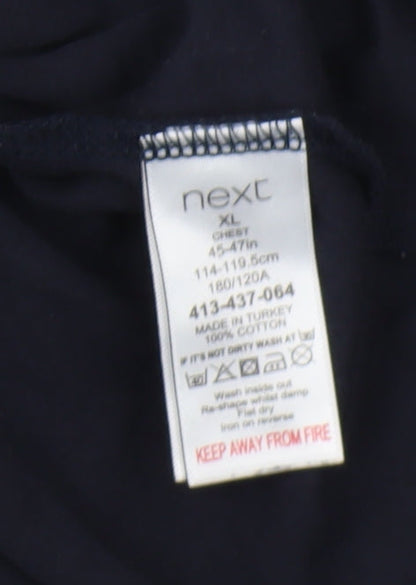 next
XL
CHEST
45-47in
114-119.5cm
180/120A
413-437-064
MADE IN TURKEY
100% COTTON
IF IT'S NOT DIRTY WASH AT
40
Wash inside out
Re-shape whilst damp
Flat dry
Iron on reverse
KEEP AWAY FROM FIRE